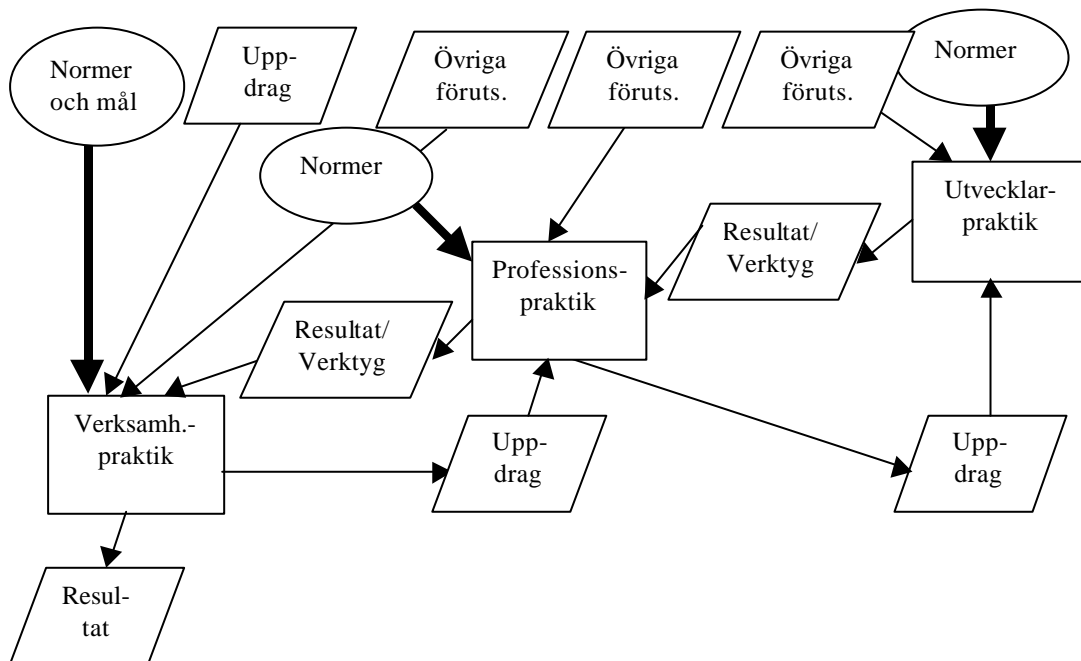 Normer
och mål
Upp-
drag
Övriga
föruts.
Övriga
föruts.
Övriga
föruts.
Normer
Normer
Utvecklar-
praktik
Resultat/
Verktyg
Professions-
praktik
Resultat/
Verktyg
Verksamh.-
praktik
Upp-
drag
Upp-
drag
Resul-
tat